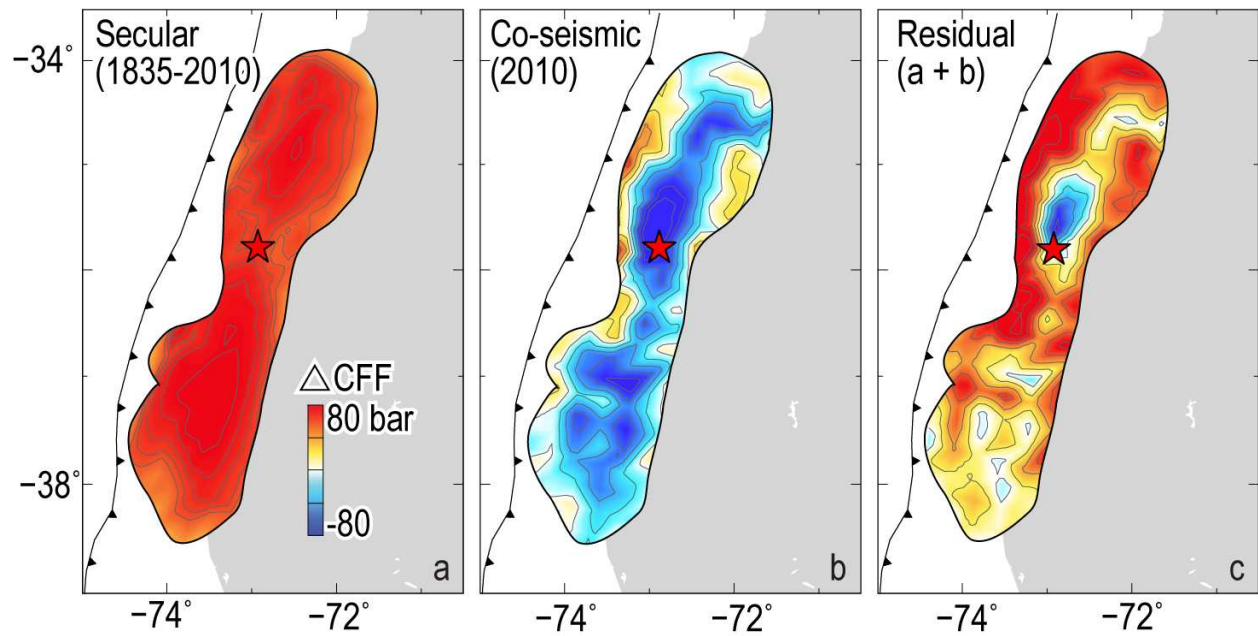 Secular
(1835-2010)
Co-seismic
(2010)
Residual
(a + b)
−34°
−38°
△CFF
80 bar
-80
a
b
c
−74°
−72°
−74°
−72°
−74°
−72°